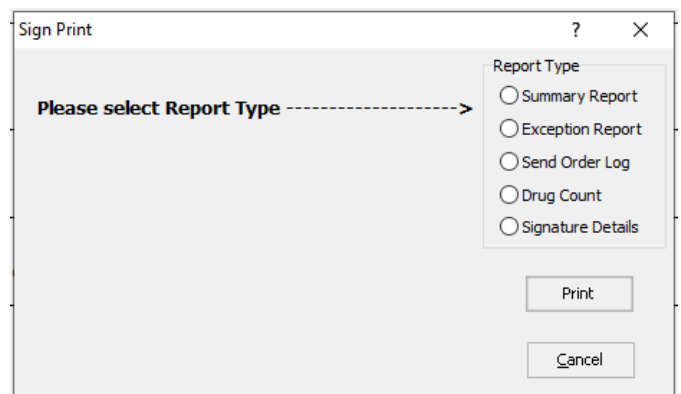 Sign Print
?
Report Type
Please select Report Type -------------------->
Summary Report
Exception Report
Send Order Log
Drug Count
Signature Details
Print
Cancel